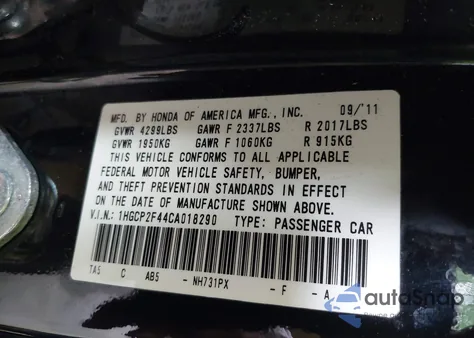 MFD. BY HONDA OF AMERICA MFG., INC. 09/'11
GVWR 4299LBS GAWR F 2337LBS R 2017LBS
GVWR 1950KG GAWR F 1060KG R 915KG
THIS VEHICLE CONFORMS TO ALL APPLICABLE
FEDERAL MOTOR VEHICLE SAFETY, BUMPER,
AND THEFT PREVENTION STANDARDS IN EFFECT
ON THE DATE OF MANUFACTURE SHOWN ABOVE.
V.I.N: 1HGCP2F44CA018290 TYPE: PASSENGER CAR
TA5 C AB5 -NH731PX -F -A
autoSnap